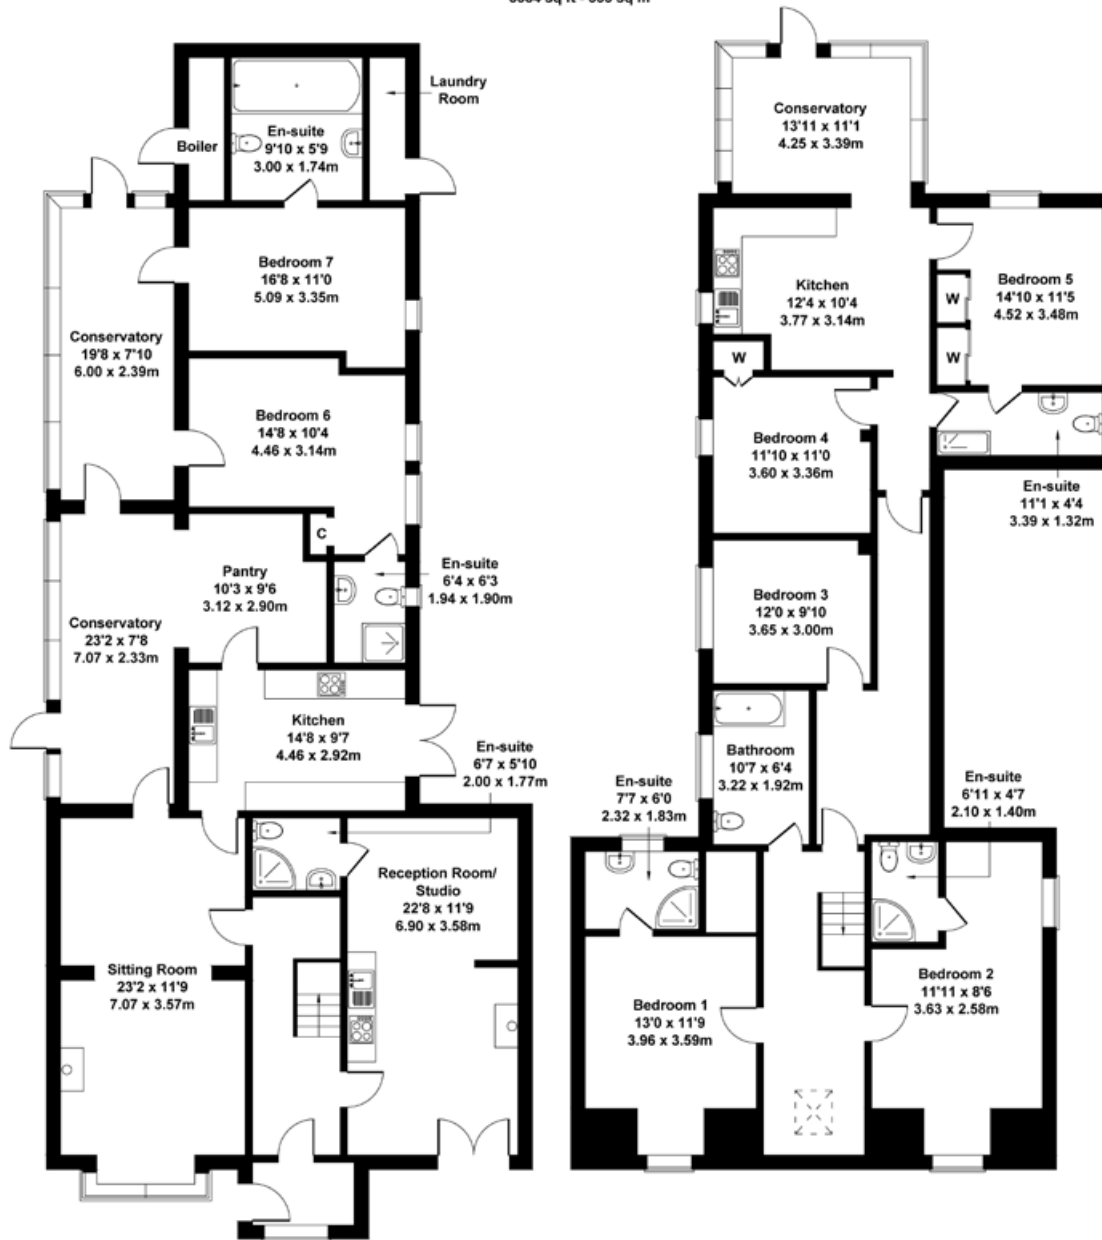 Laundry
Room
Boiler
En-suite
9'10 x 5'9
3.00 x 1.74m
Bedroom 7
16'8 x 11'0
5.09 x 3.35m
Conservatory
19'8 x 7'10
6.00 x 2.39m
Bedroom 6
14'8 x 10'4
4.46 x 3.14m
C
Pantry
10'3 x 9'6
3.12 x 2.90m
En-suite
6'4 x 6'3
1.94 x 1.90m
Conservatory
23'2 x 7'8
7.07 x 2.33m
Kitchen
14'8 x 9'7
4.46 x 2.92m
En-suite
6'7 x 5'10
2.00 x 1.77m
Reception Room/
Studio
22'8 x 11'9
6.90 x 3.58m
Sitting Room
23'2 x 11'9
7.07 x 3.57m
Conservatory
13'11 x 11'1
4.25 x 3.39m
Kitchen
12'4 x 10'4
3.77 x 3.14m
Bedroom 5
14'10 x 11'5
4.52 x 3.48m
W
W
W
Bedroom 4
11'10 x 11'0
3.60 x 3.36m
En-suite
11'1 x 4'4
3.39 x 1.32m
Bedroom 3
12'0 x 9'10
3.65 x 3.00m
Bathroom
10'7 x 6'4
3.22 x 1.92m
En-suite
7'7 x 6'0
2.32 x 1.83m
En-suite
6'11 x 4'7
2.10 x 1.40m
Bedroom 1
13'0 x 11'9
3.96 x 3.59m
Bedroom 2
11'11 x 8'6
3.63 x 2.58m